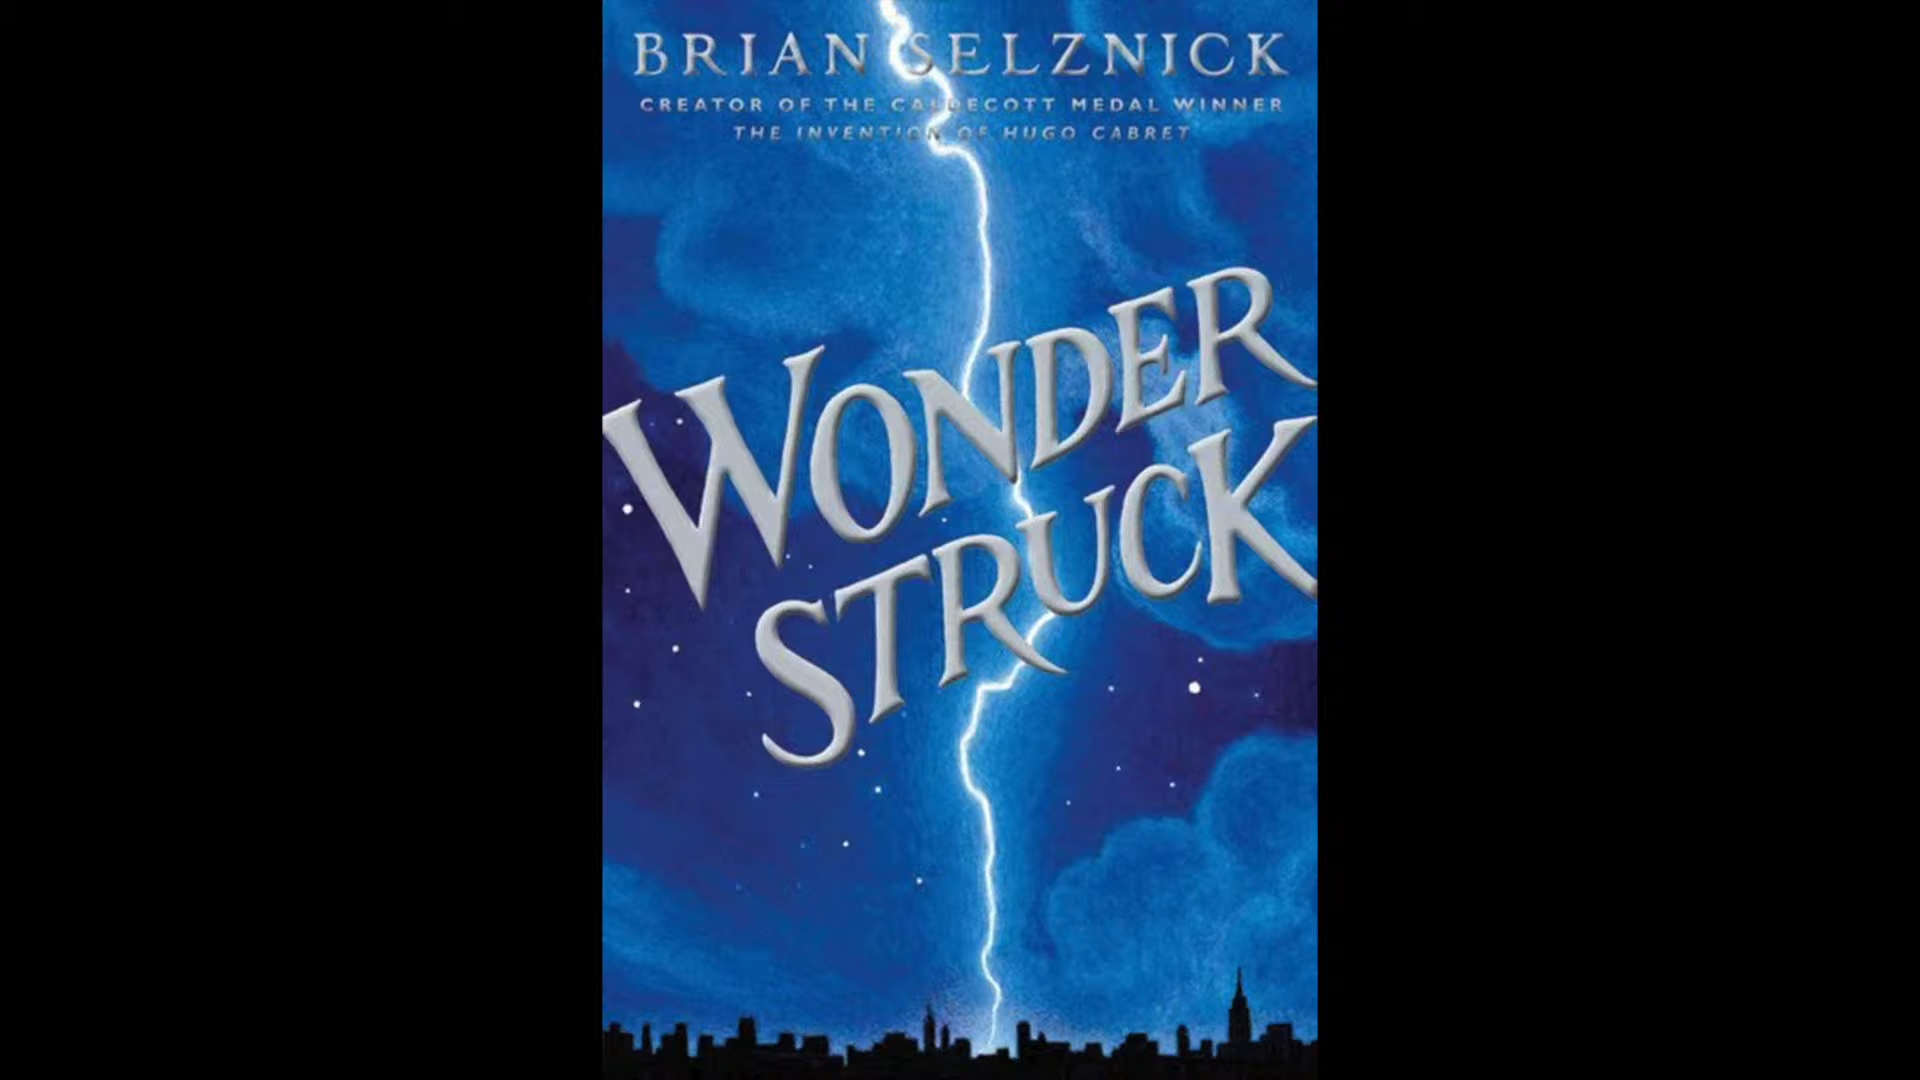 BRIAN SELZNICK
CREATOR OF THE CALDECOTT MEDAL WINNER
THE INVENTION OF HUGO CABRET
WONDER
STRUCK